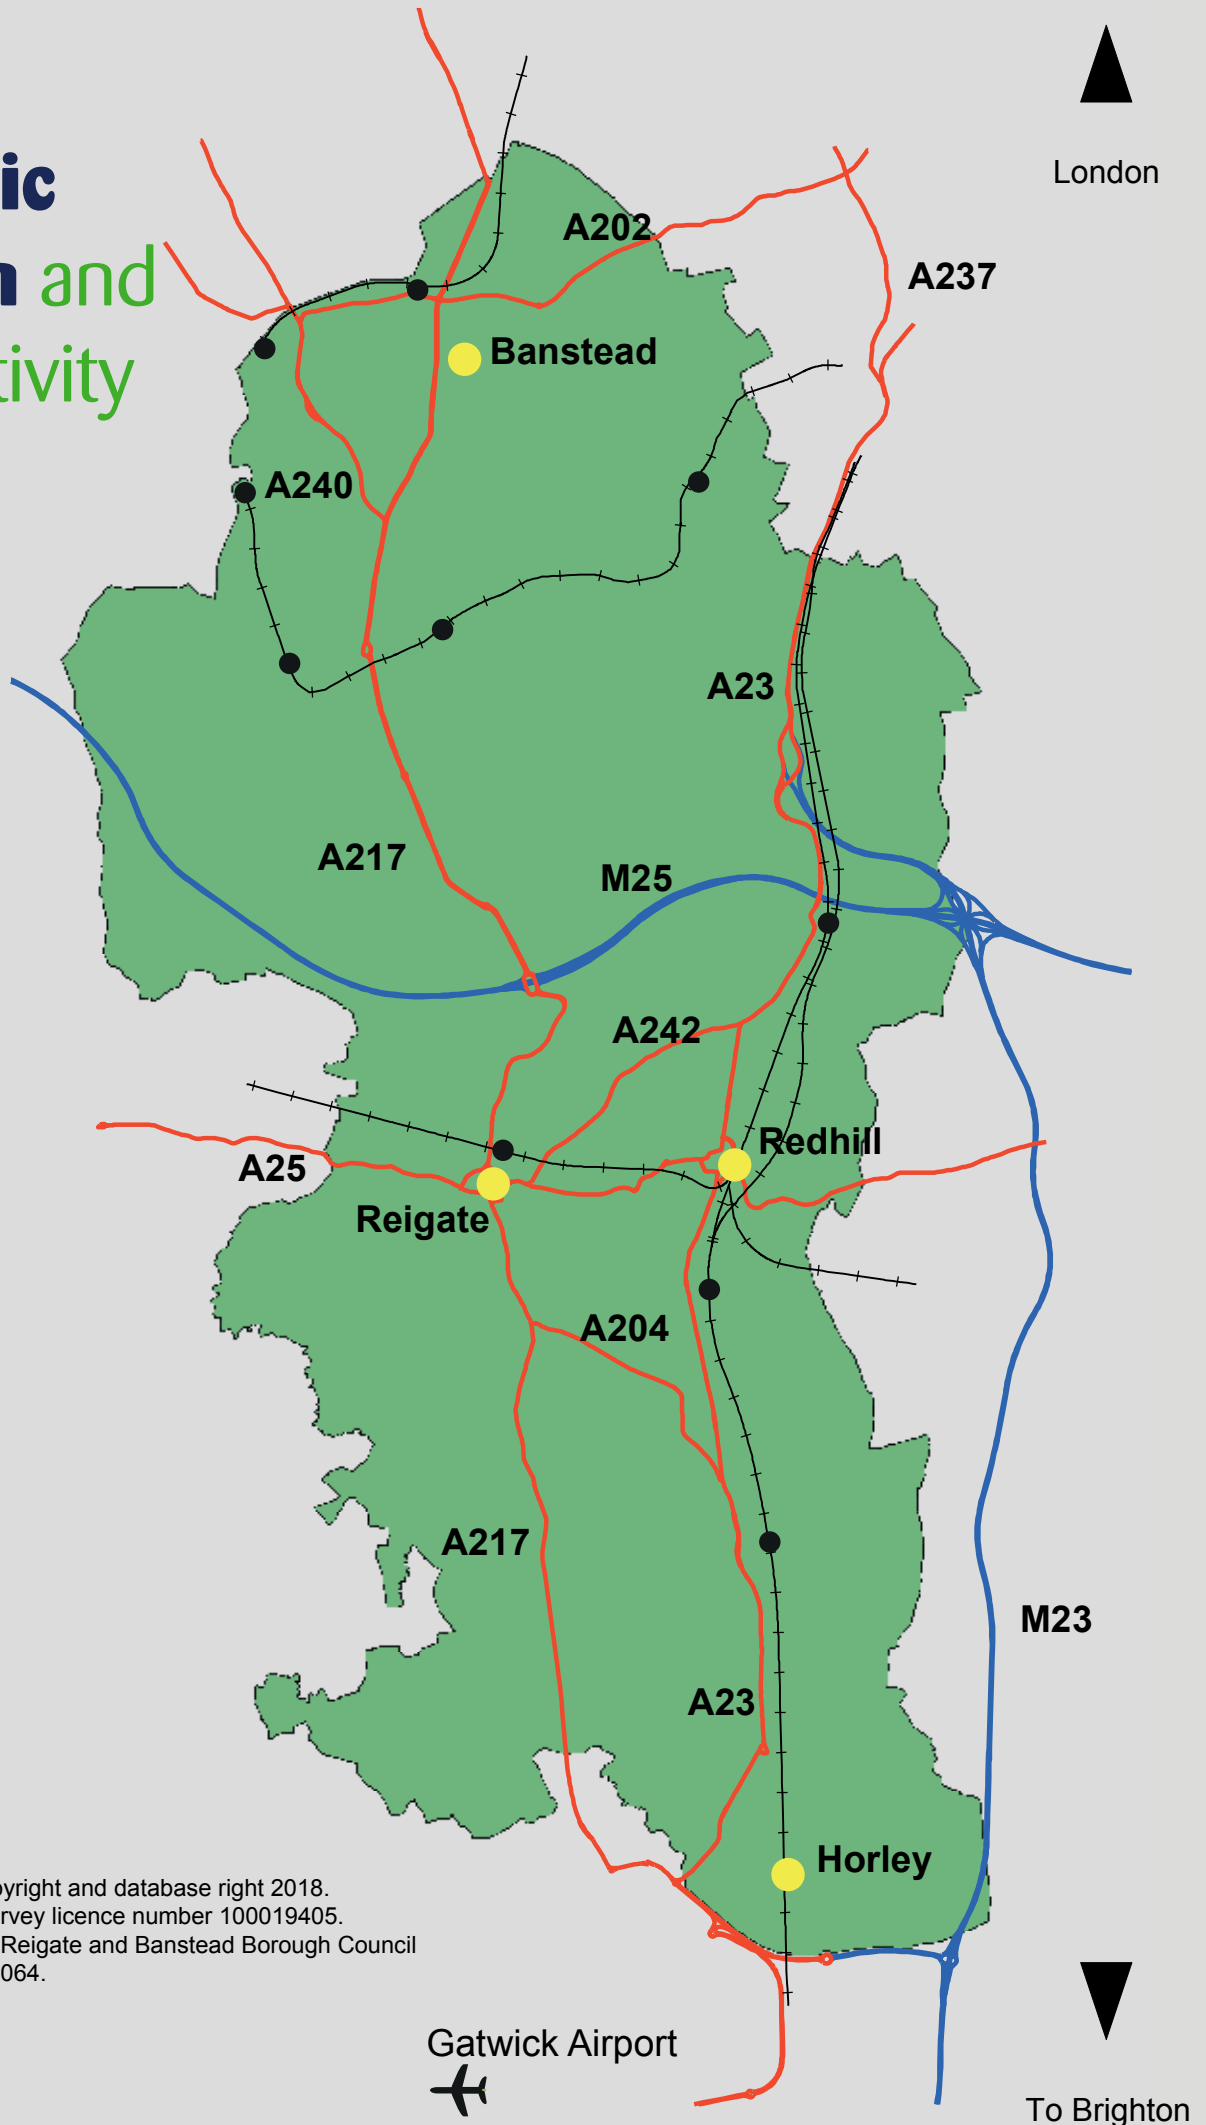 ic
n and
tivity
London
A202
A237
Banstead
A240
A23
A217
M25
A242
Redhill
A25
Reigate
A204
A217
M23
A23
Horley
pyright and database right 2018.
rvey licence number 100019405.
Reigate and Banstead Borough Council
064.
Gatwick Airport
To Brighton